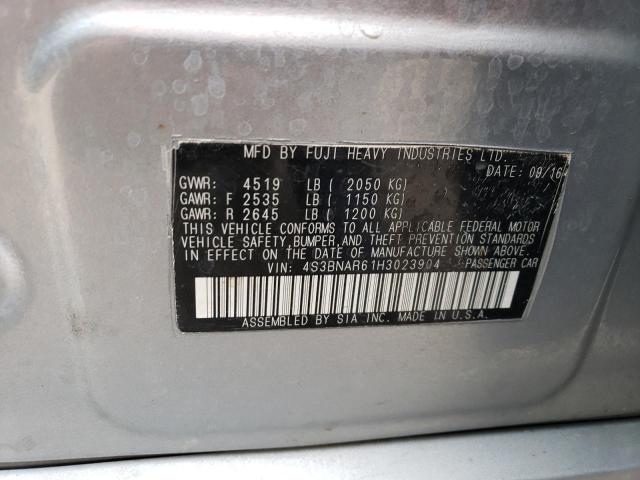 MFD BY FUJI HEAVY INDUSTRIES LTD.
DATE: 09/16
GVWR: 4519 LB ( 2050 KG)
GAWR: F 2535 LB ( 1150 KG)
GAWR: R 2645 LB ( 1200 KG)
THIS VEHICLE CONFORMS TO ALL APPLICABLE FEDERAL MOTOR
VEHICLE SAFETY, BUMPER, AND THEFT PREVENTION STANDARDS
IN EFFECT ON THE DATE OF MANUFACTURE SHOWN ABOVE.
VIN: 4S3BNAR61H3023904 PASSENGER CAR
ASSEMBLED BY SIA INC. MADE IN U.S.A.